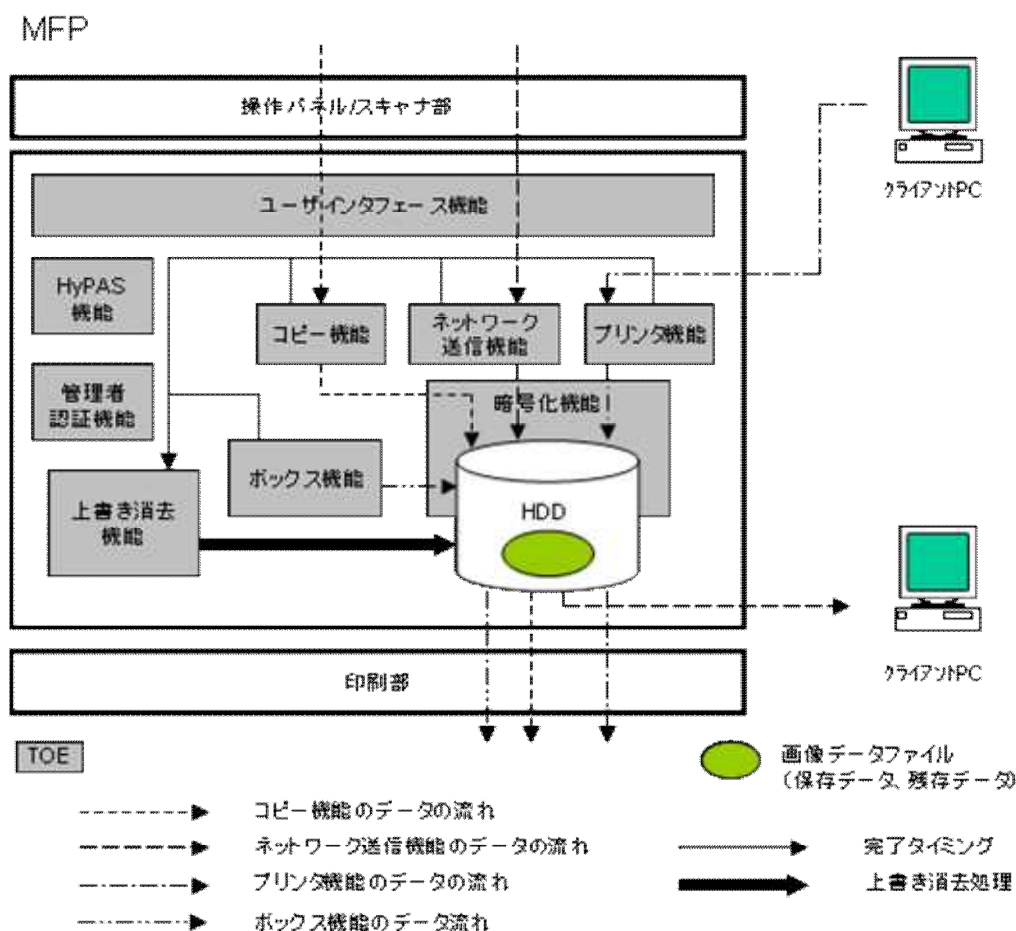 MFP
操作パネル/スキャナ部
クライアントPC
ユーザインタフェース機能
HyPAS
機能
コピー機能
ネットワーク
送信機能
プリンタ機能
管理者
認証機能
暗号化機能
ボックス機能
上書き消去
機能
HDD
クライアントPC
印刷部
TOE
画像データファイル
（保存データ、残存データ）
コピー機能のデータの流れ
ネットワーク送信機能のデータの流れ
完了タイミング
プリンタ機能のデータの流れ
上書き消去処理
ボックス機能のデータ流れ